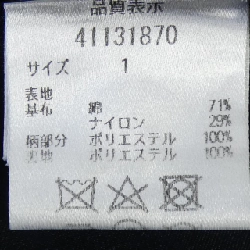 品質表示
41131870
サイズ 1
表地
基布 綿 71%
ナイロン 29%
柄部分 ポリエステル 100%
裏地 ポリエステル 100%